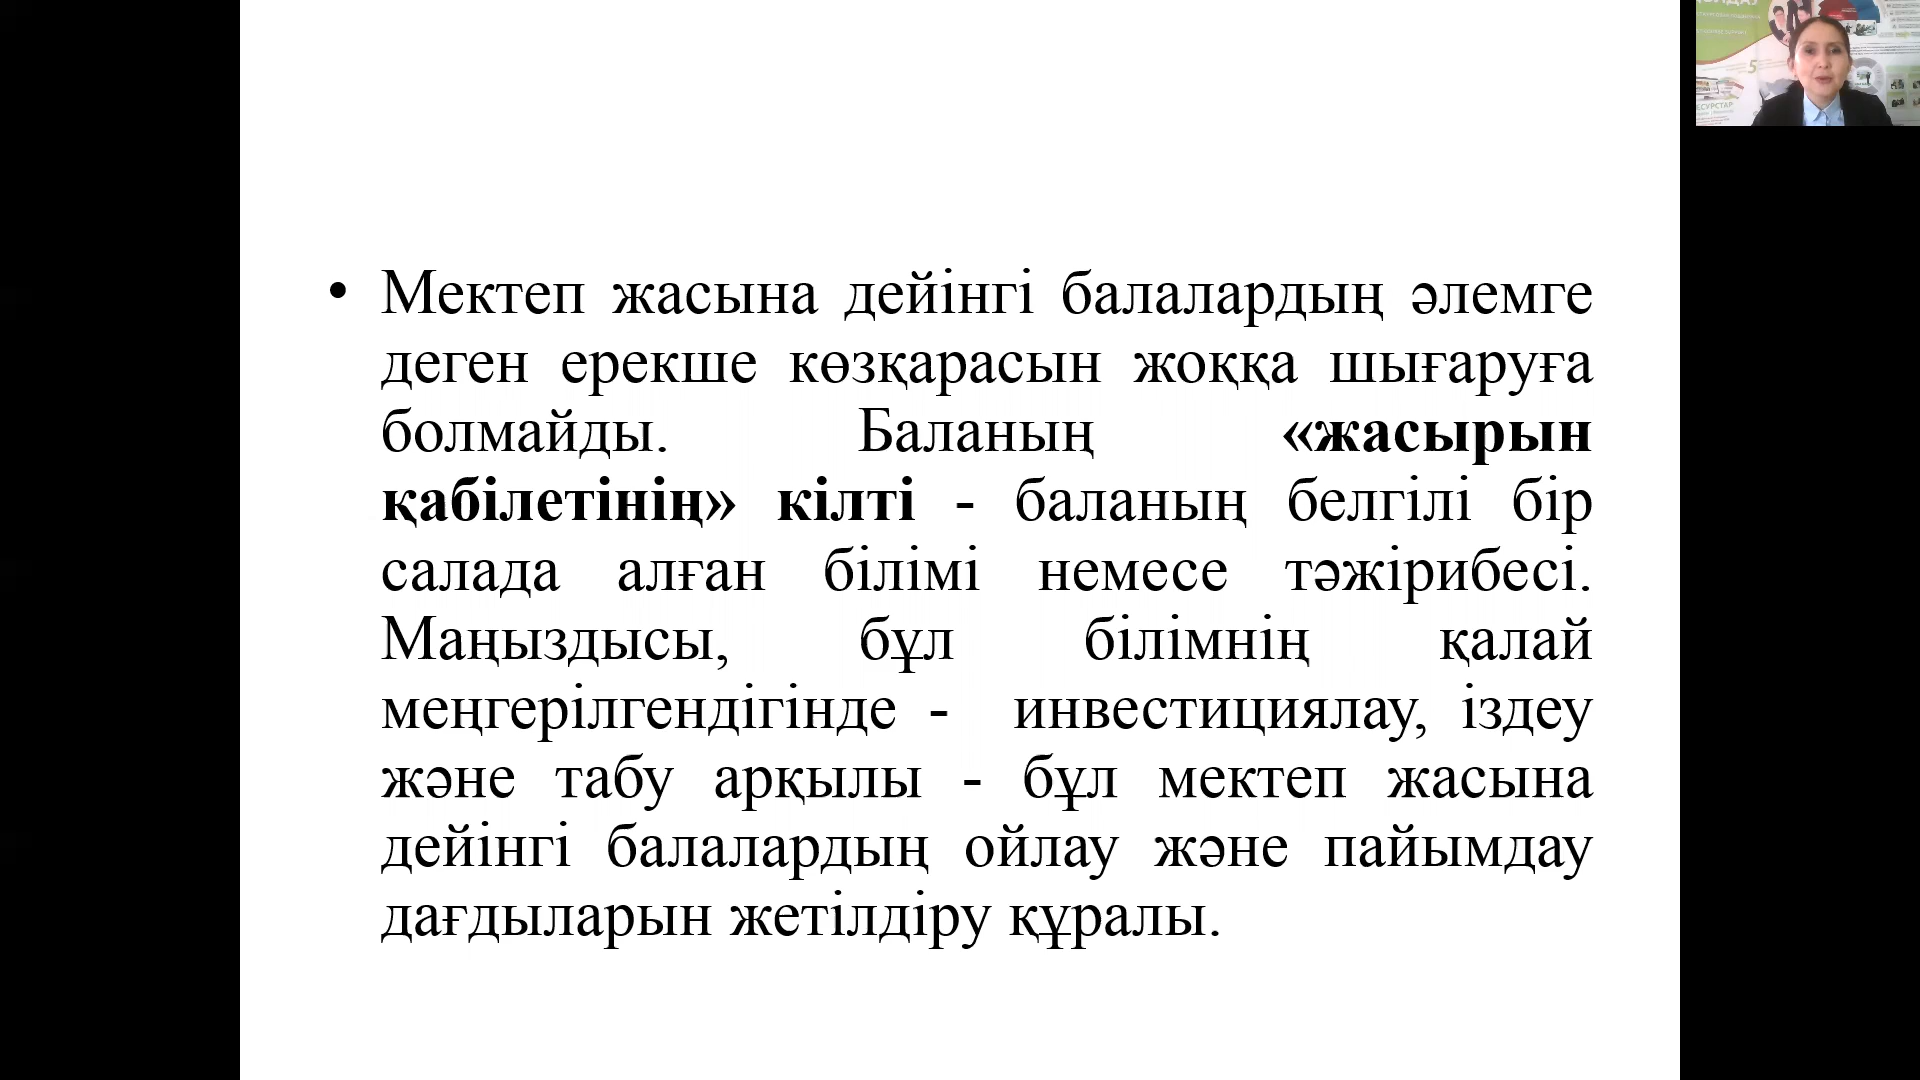 • Мектеп жасына дейінгі балалардың әлемге
деген ерекше көзқарасын жоққа шығаруға
болмайды. Баланың «жасырын
қабілетінің» кілті - баланың белгілі бір
салада алған білімі немесе тәжірибесі.
Маңыздысы, бұл білімнің қалай
меңгерілгендігінде - инвестициялау, іздеу
және табу арқылы - бұл мектеп жасына
дейінгі балалардың ойлау және пайымдау
дағдыларын жетілдіру құралы.
5